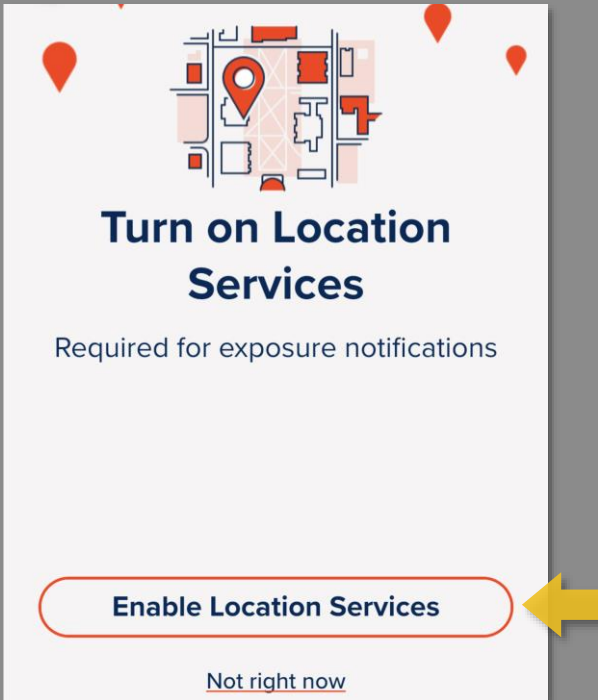 Turn on Location
Services
Required for exposure notifications
Enable Location Services
Not right now